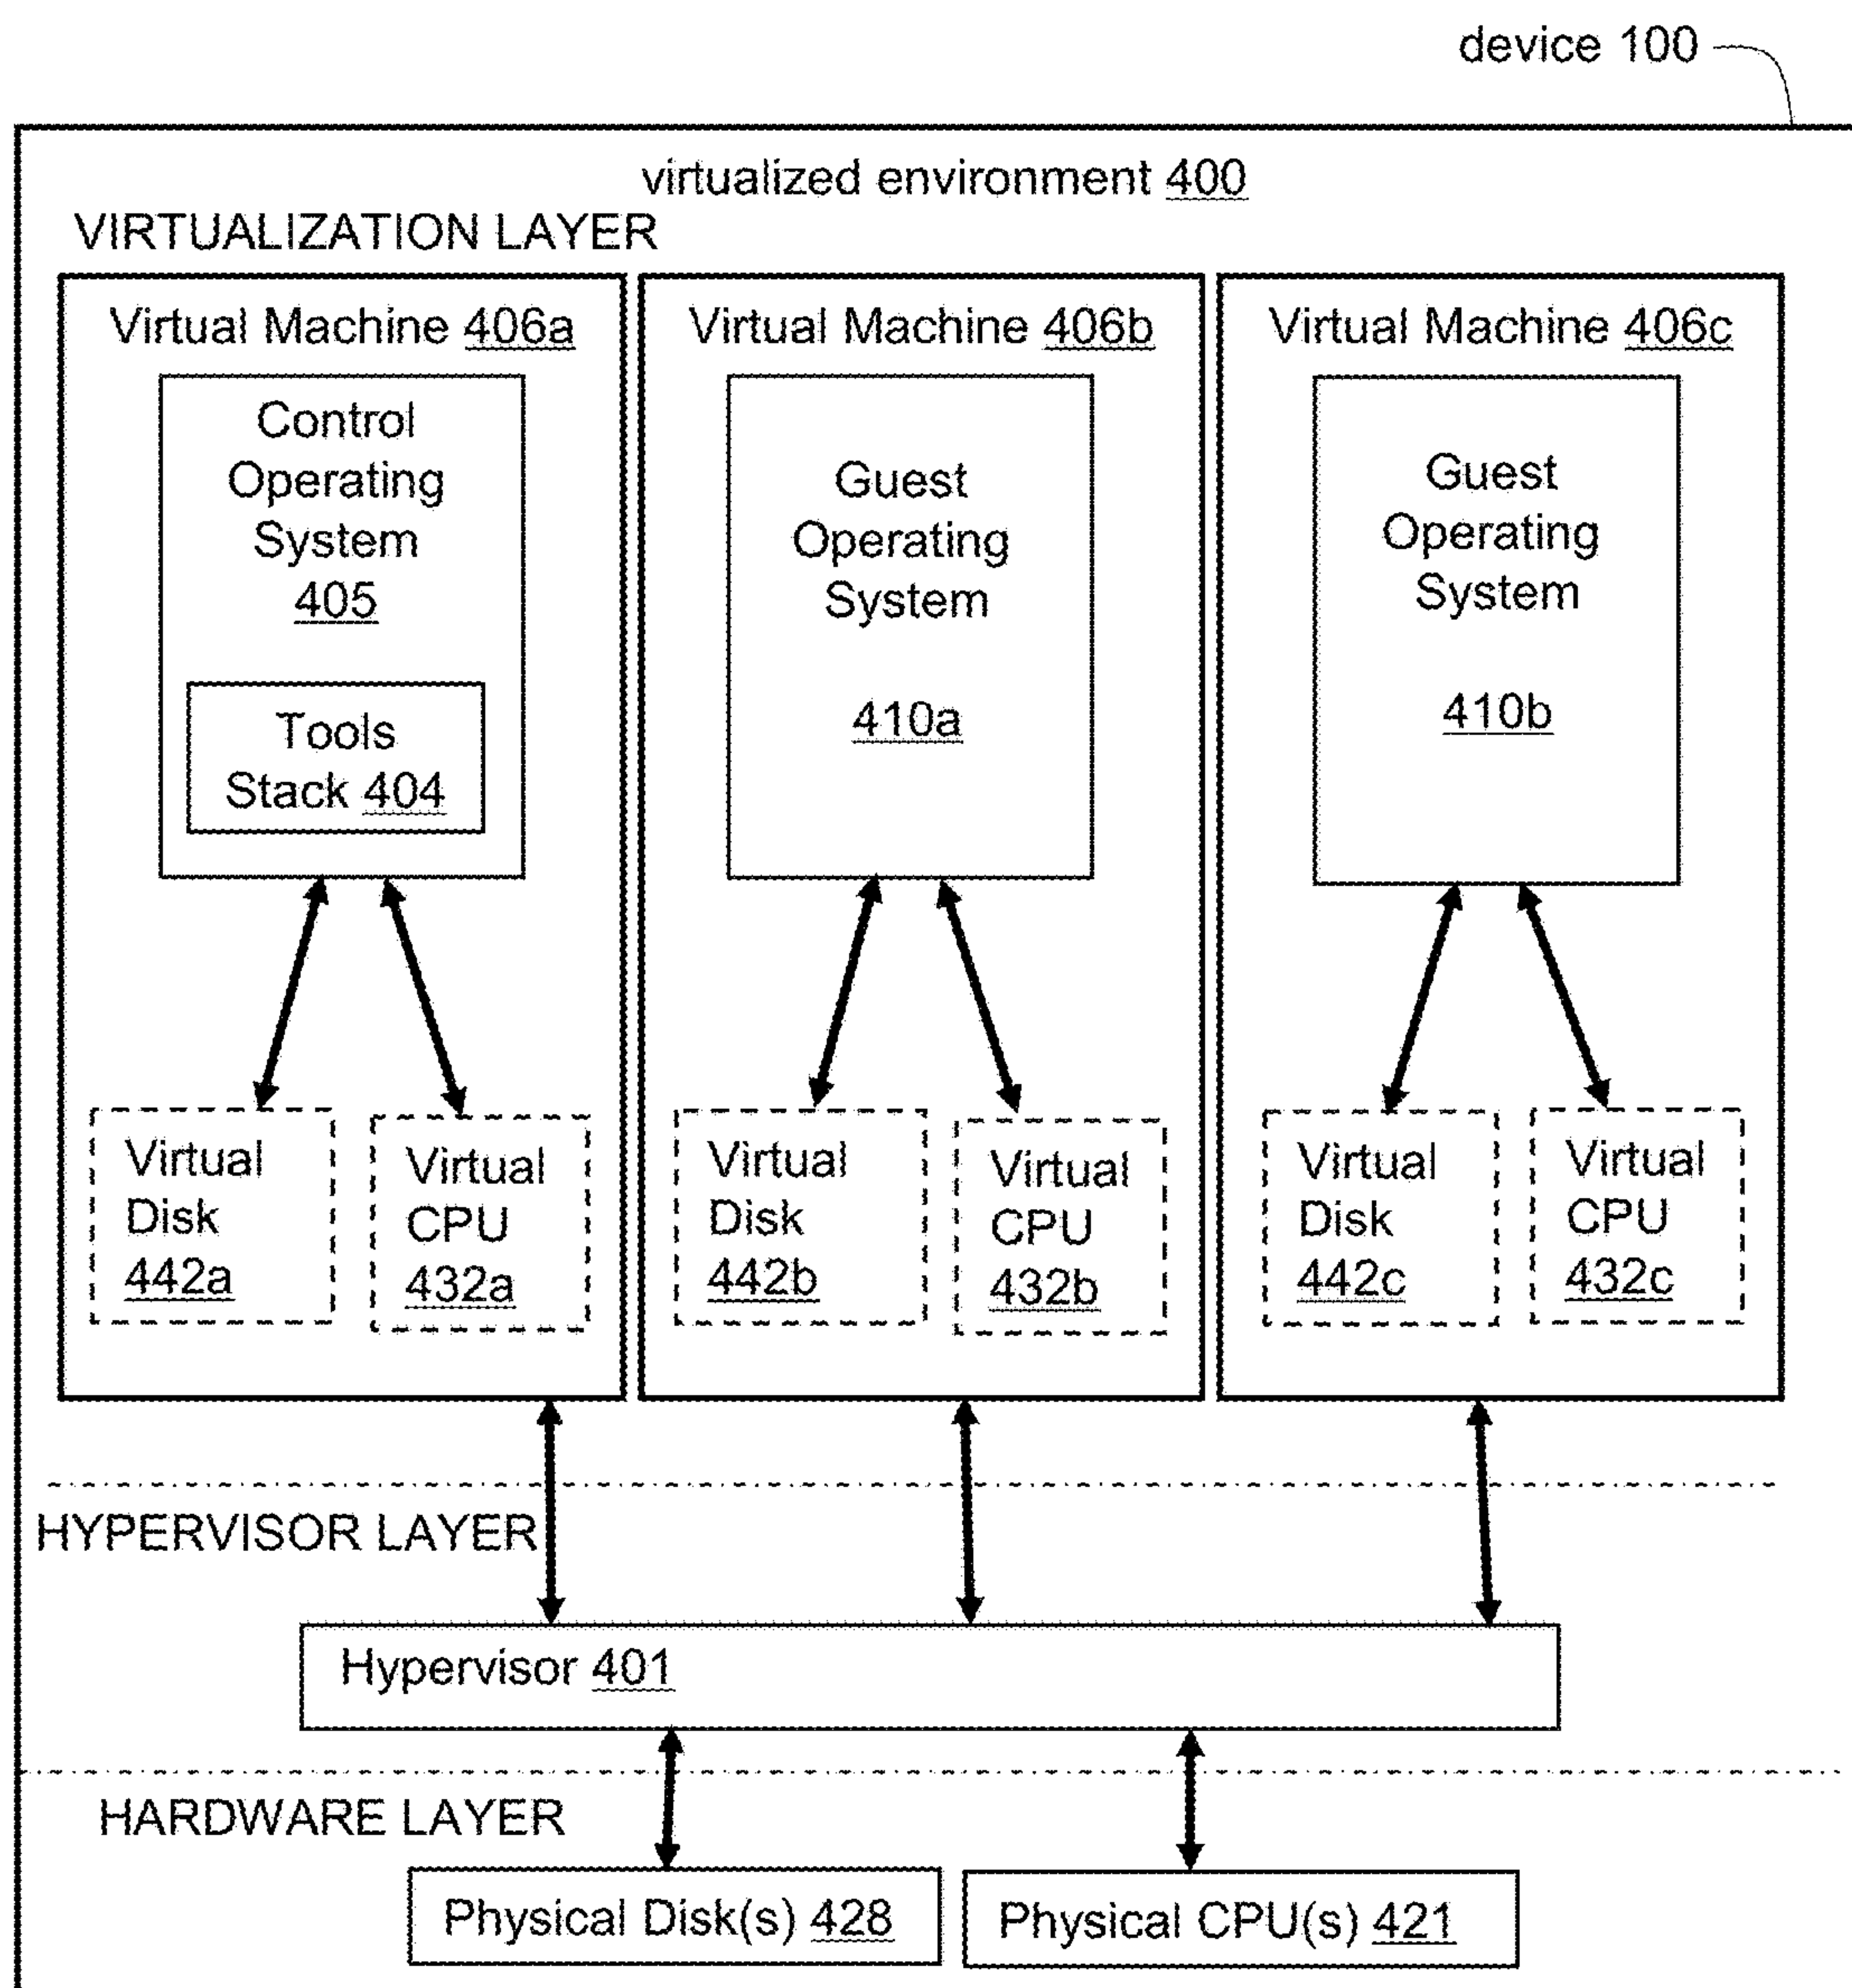 device 100
virtualized environment 400
VIRTUALIZATION LAYER
Virtual Machine 406a
Control
Operating
System
405
Tools
Stack 404
Virtual
Disk
442a
Virtual
CPU
432a
Virtual Machine 406b
Guest
Operating
System
410a
Virtual
Disk
442b
Virtual
CPU
432b
Virtual Machine 406c
Guest
Operating
System
410b
Virtual
Disk
442c
Virtual
CPU
432c
HYPERVISOR LAYER
Hypervisor 401
HARDWARE LAYER
Physical Disk(s) 428
Physical CPU(s) 421